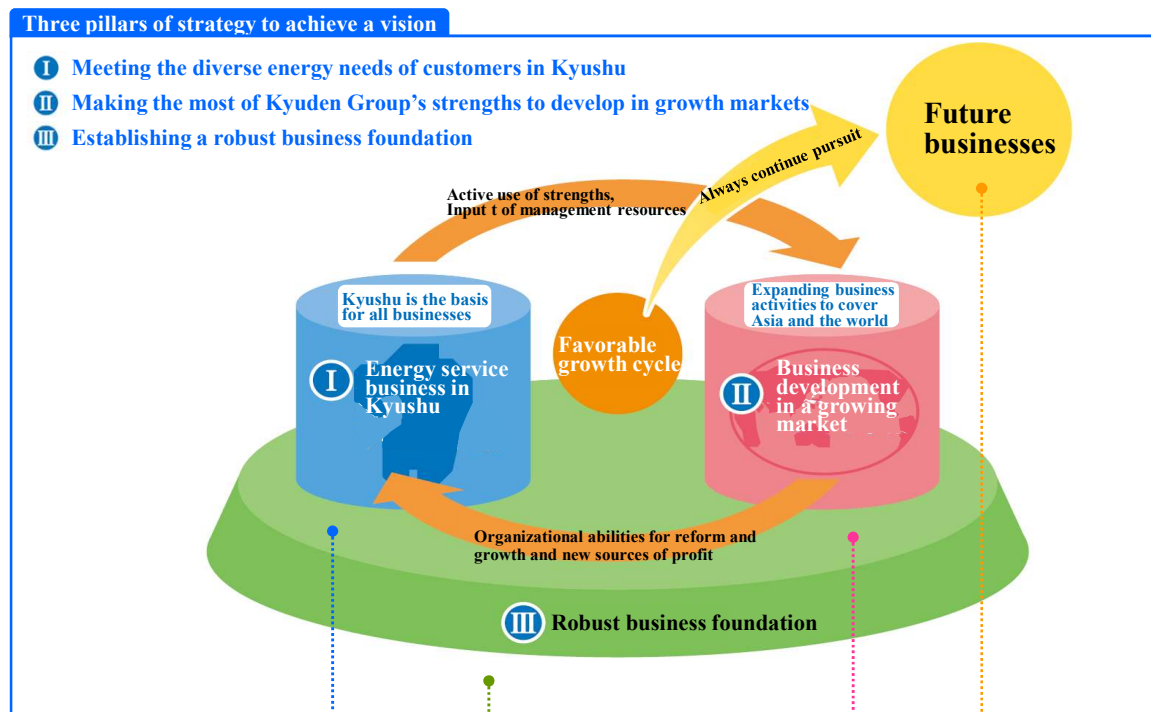 Three pillars of strategy to achieve a vision
Ⅰ Meeting the diverse energy needs of customers in Kyushu
Ⅱ Making the most of Kyuden Group’s strengths to develop in growth markets
Ⅲ Establishing a robust business foundation
Future
businesses
Always continue pursuit
Active use of strengths,
Input t of management resources
Kyushu is the basis
for all businesses
Expanding business
activities to cover
Asia and the world
Favorable
growth cycle
Ⅰ
Energy service
business in
Kyushu
Ⅱ
Business
development
in a growing
market
Organizational abilities for reform and
growth and new sources of profit
Ⅲ Robust business foundation